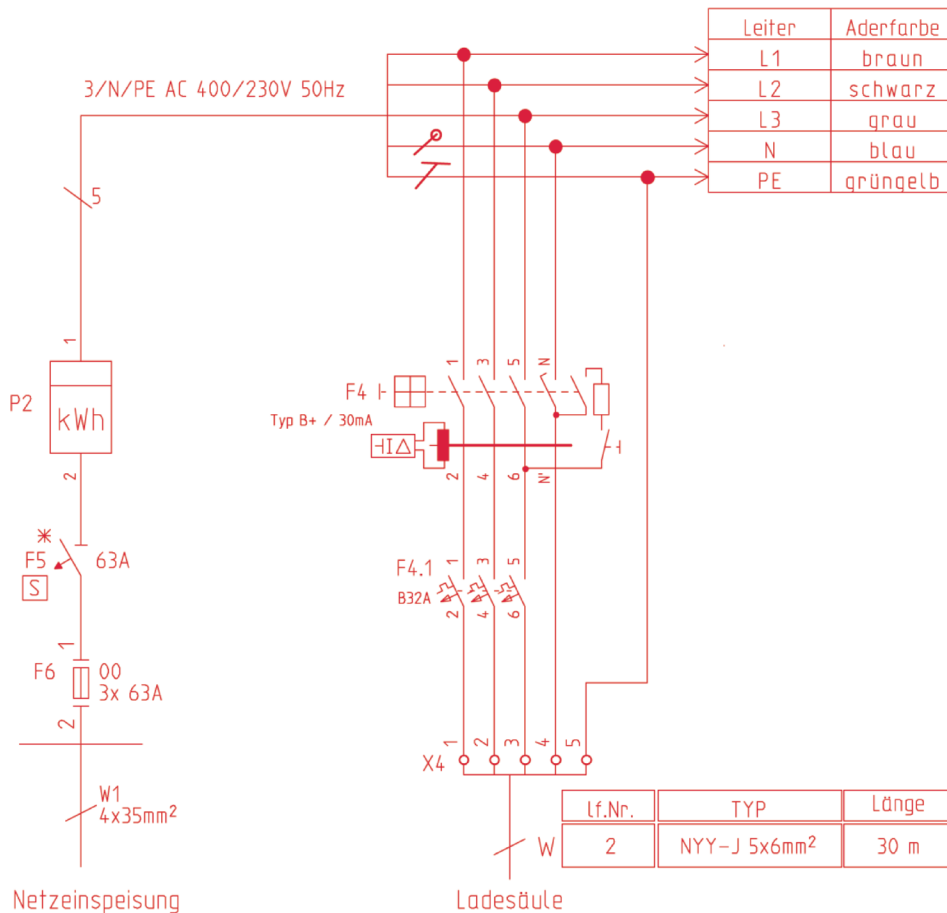 Leiter Aderfarbe
L1 braun
L2 schwarz
L3 grau
N blau
PE grüngelb
3/N/PE AC 400/230V 50Hz
5
1
P2
kWh
2
F5 63A
S
1
F6 00
3x 63A
2
W1
4x35mm²
Netzeinspeisung
1 3 5 N
F4
Typ B+ / 30mA
I Δ
2 4 6 N'
F4.1 1 3 5
B32A
2 4 6
1 2 3 4 5
X4
W
Ladesäule
lf.Nr. TYP Länge
2 NYY-J 5x6mm² 30 m